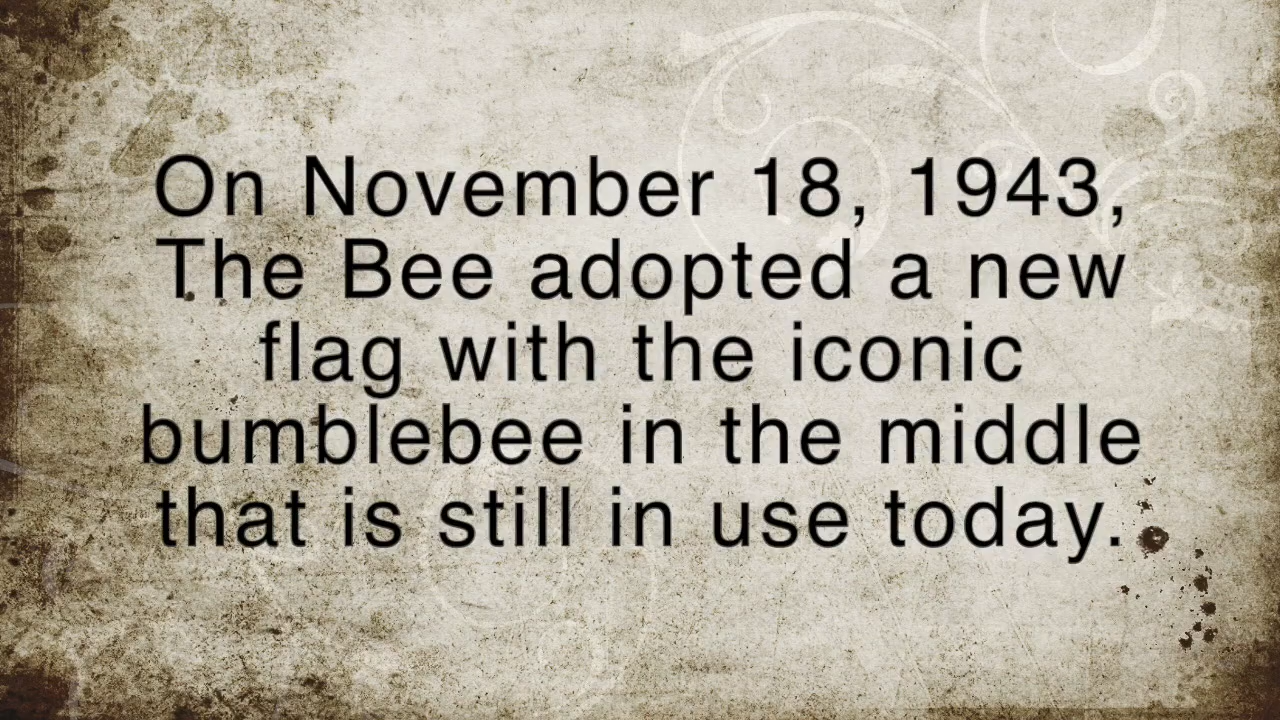 On November 18, 1943,
The Bee adopted a new
flag with the iconic
bumblebee in the middle
that is still in use today.